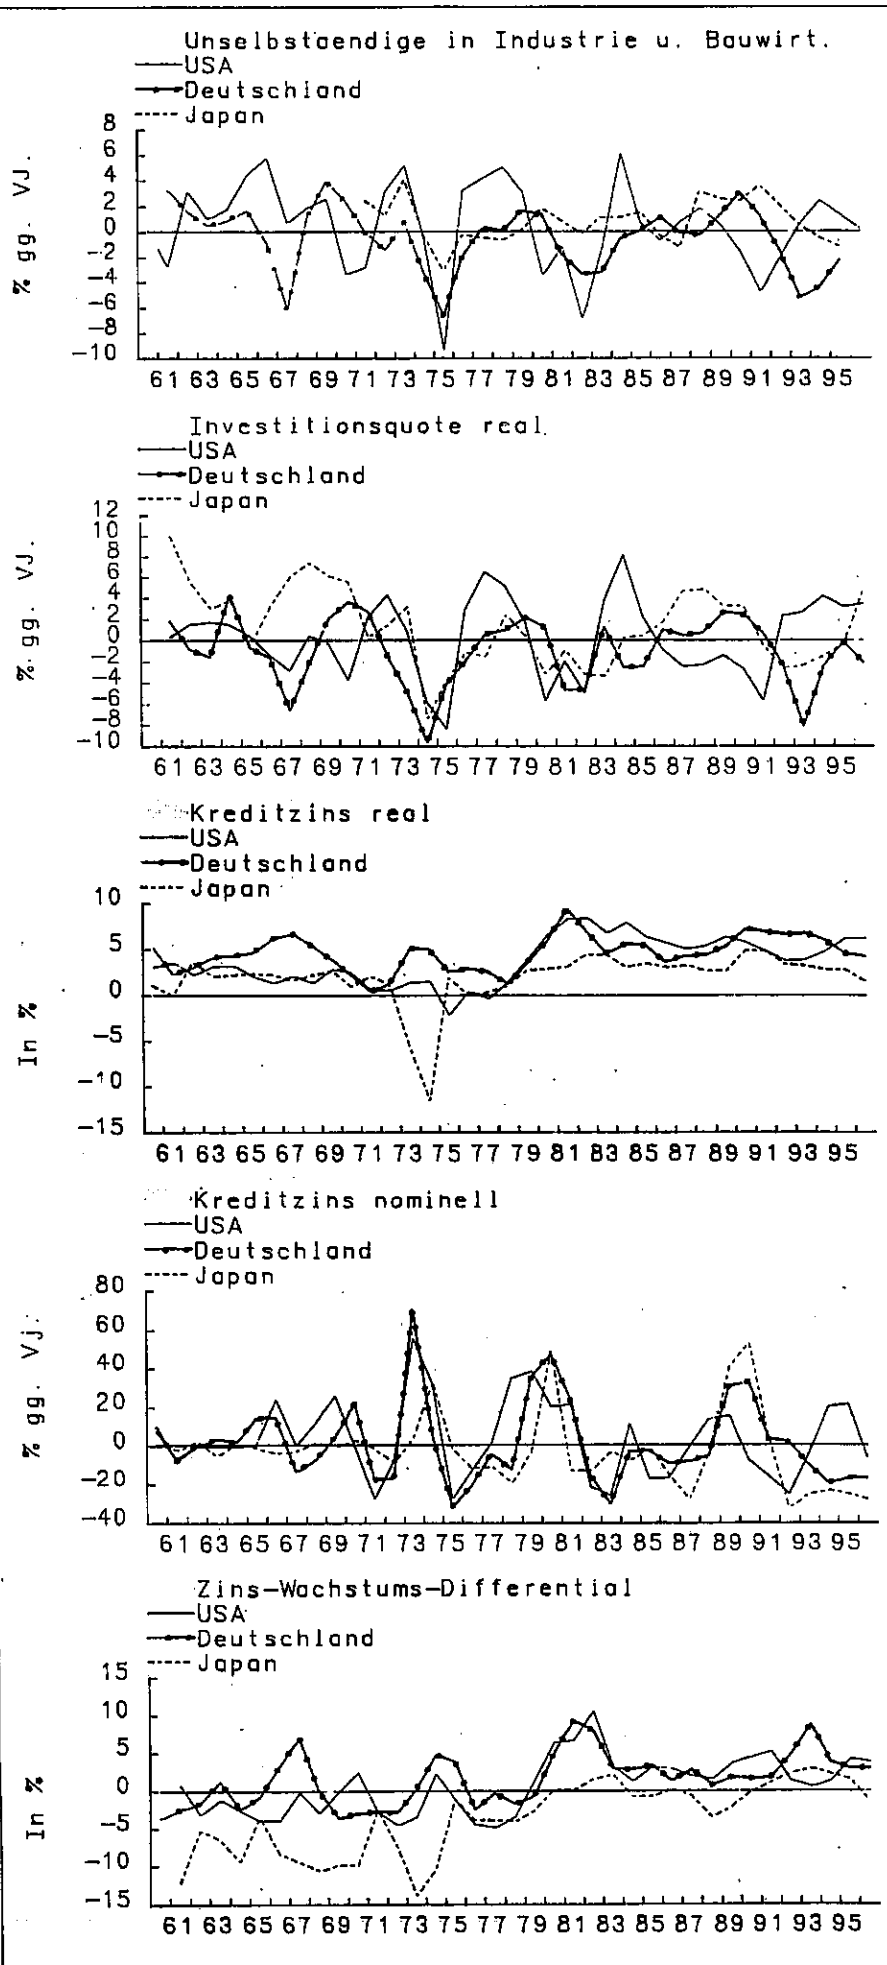 Unselbstaendige in Industrie u. Bauwirt.
USA
Deutschland
Japan
% gg. VJ.
8
6
4
2
0
-2
-4
-6
-8
-10
61 63 65 67 69 71 73 75 77 79 81 83 85 87 89 91 93 95
Investitionsquote real
USA
Deutschland
Japan
% gg. VJ.
12
10
8
6
4
2
0
-2
-4
-6
-8
-10
61 63 65 67 69 71 73 75 77 79 81 83 85 87 89 91 93 95
Kreditzins real
USA
Deutschland
Japan
In %
10
5
0
-5
-10
-15
61 63 65 67 69 71 73 75 77 79 81 83 85 87 89 91 93 95
Kreditzins nominell
USA
Deutschland
Japan
% gg. Vj.
80
60
40
20
0
-20
-40
61 63 65 67 69 71 73 75 77 79 81 83 85 87 89 91 93 95
Zins-Wachstums-Differential
USA
Deutschland
Japan
In %
15
10
5
0
-5
-10
-15
61 63 65 67 69 71 73 75 77 79 81 83 85 87 89 91 93 95